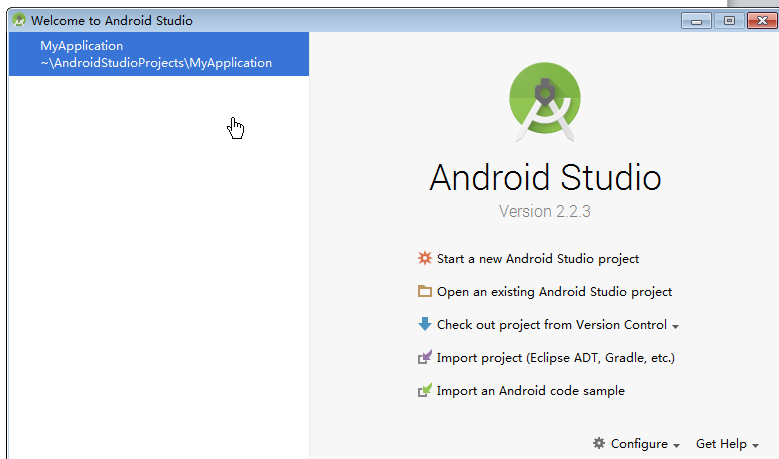 Welcome to Android Studio
MyApplication
~\AndroidStudioProjects\MyApplication
Android Studio
Version 2.2.3
Start a new Android Studio project
Open an existing Android Studio project
Check out project from Version Control
Import project (Eclipse ADT, Gradle, etc.)
Import an Android code sample
Configure Get Help